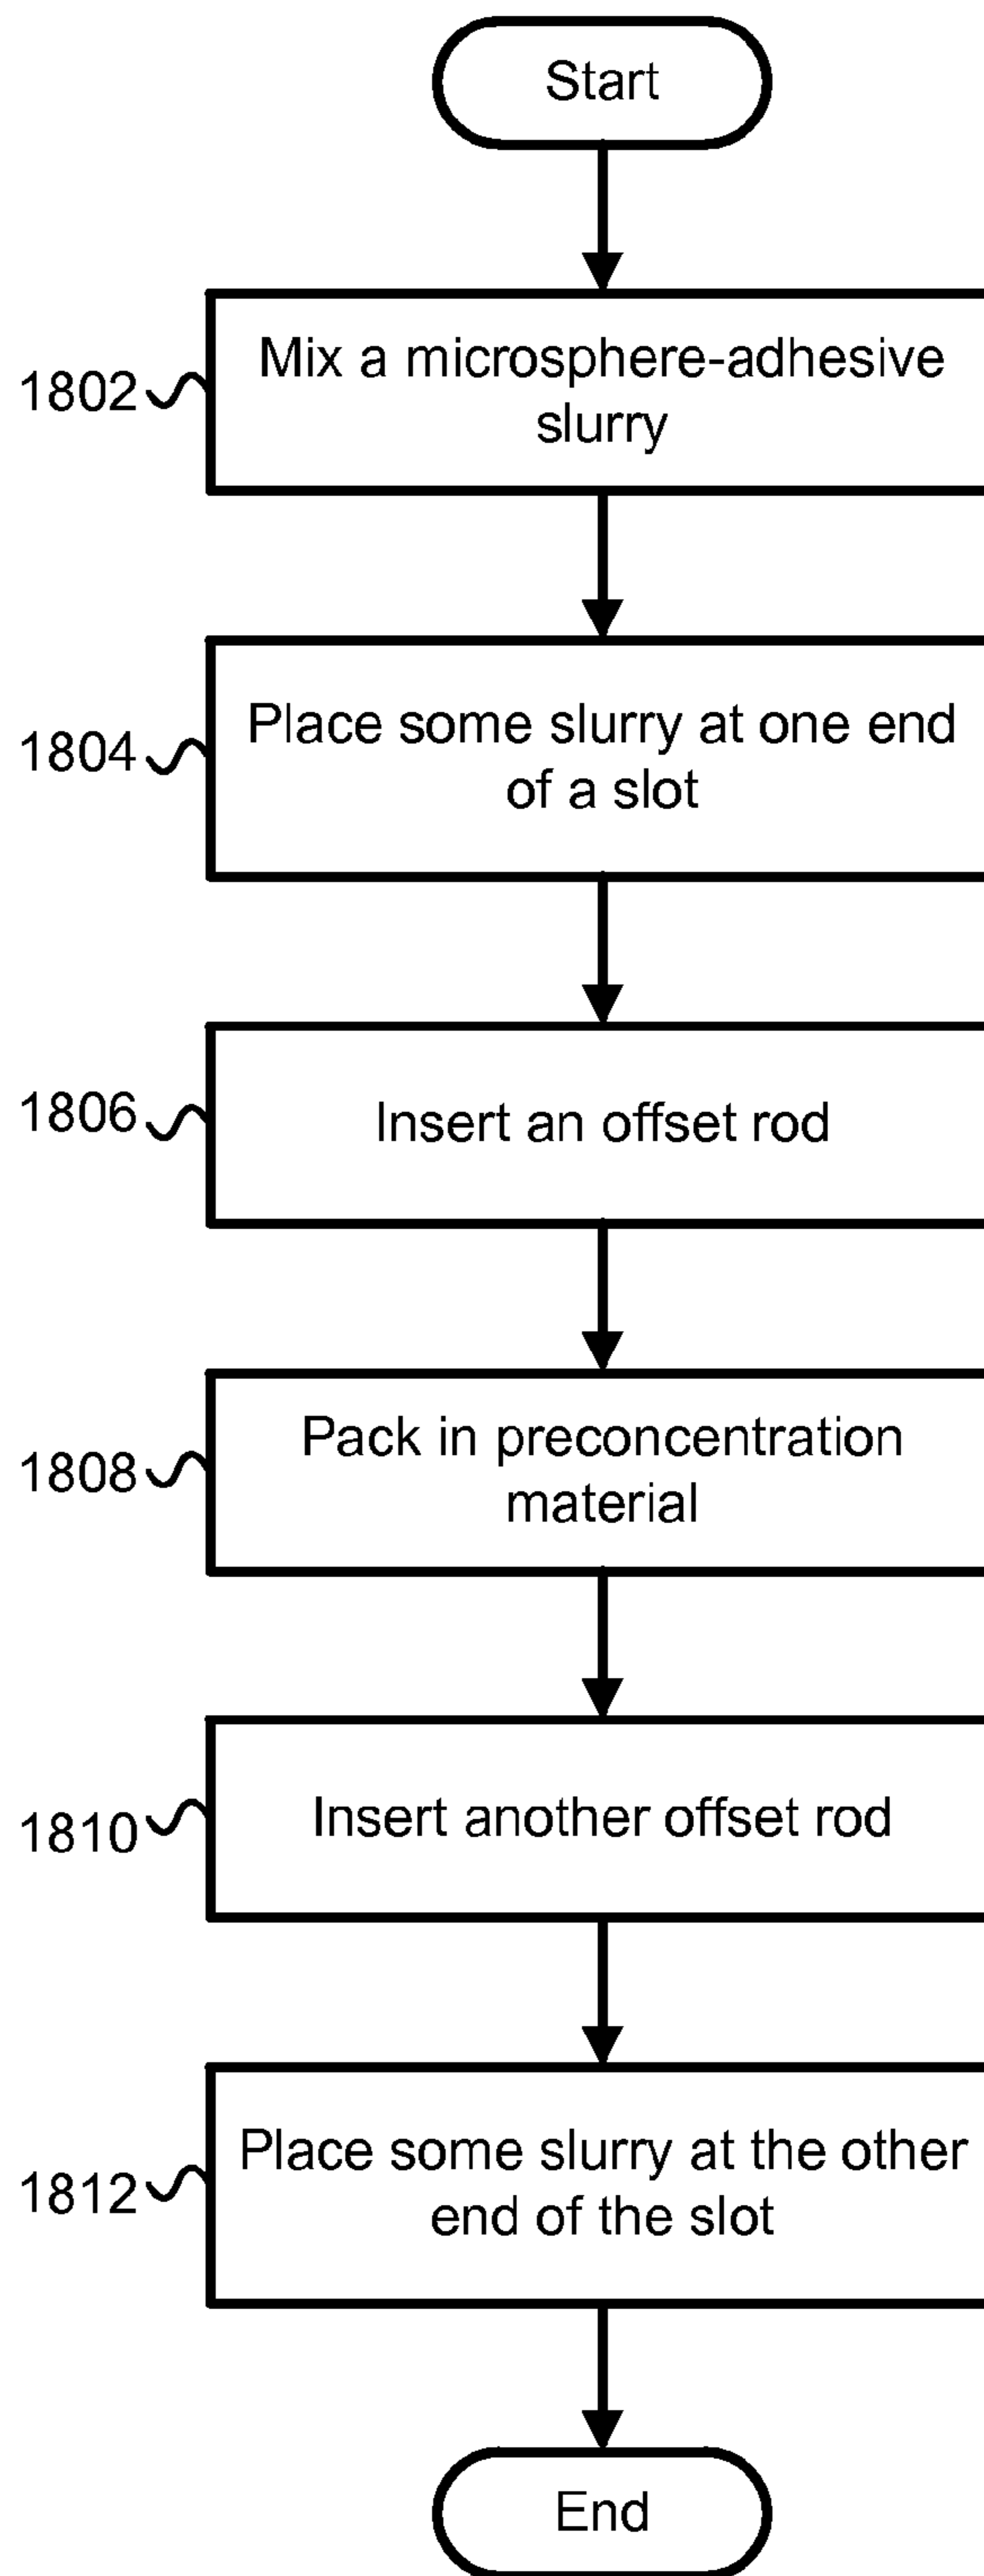 Start
1802
Mix a microsphere-adhesive
slurry
1804
Place some slurry at one end
of a slot
1806
Insert an offset rod
1808
Pack in preconcentration
material
1810
Insert another offset rod
1812
Place some slurry at the other
end of the slot
End